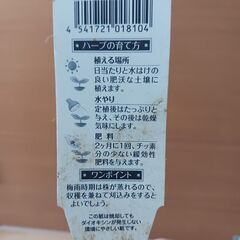 4 541721 018104
ハーブの育て方
植える場所
日当たりと水はけの
良い肥沃な土壌に
植えます。
水やり
定植後はたっぷりと
与え、その後は乾燥
気味にします。
肥料
2ヶ月に1回、チッ素
分の少ない緩効性
肥料を与えます。
ワンポイント
梅雨時期は株が蒸れるので、
収穫を兼ねて刈込みをすると
よいでしょう。
この紙は焼却しても
ダイオキシンが発生しない
環境にやさしい紙です。